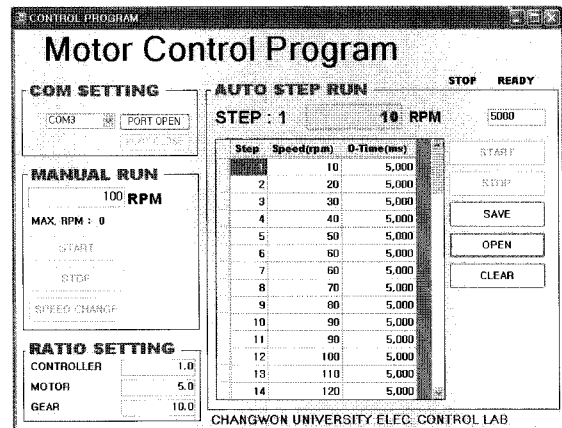 CONTROL PROGRAM
Motor Control Program
STOP READY
COM SETTING
COM3 PORT OPEN
PORT CLOSE
MANUAL RUN
100 RPM
MAX, RPM : 0
START
STOP
SPEED CHANGE
RATIO SETTING
CONTROLLER 1.0
MOTOR 5.0
GEAR 10.0
AUTO STEP RUN
STEP : 1 10 RPM 5000
Step Speed(rpm) D-Time(ms)
10 5,000
2 20 5,000
3 30 5,000
4 40 5,000
5 50 5,000
6 60 5,000
7 60 5,000
8 70 5,000
9 80 5,000
10 90 5,000
11 90 5,000
12 100 5,000
13 110 5,000
14 120 5,000
START
STOP
SAVE
OPEN
CLEAR
CHANGWON UNIVERSITY ELEC. CONTROL LAB